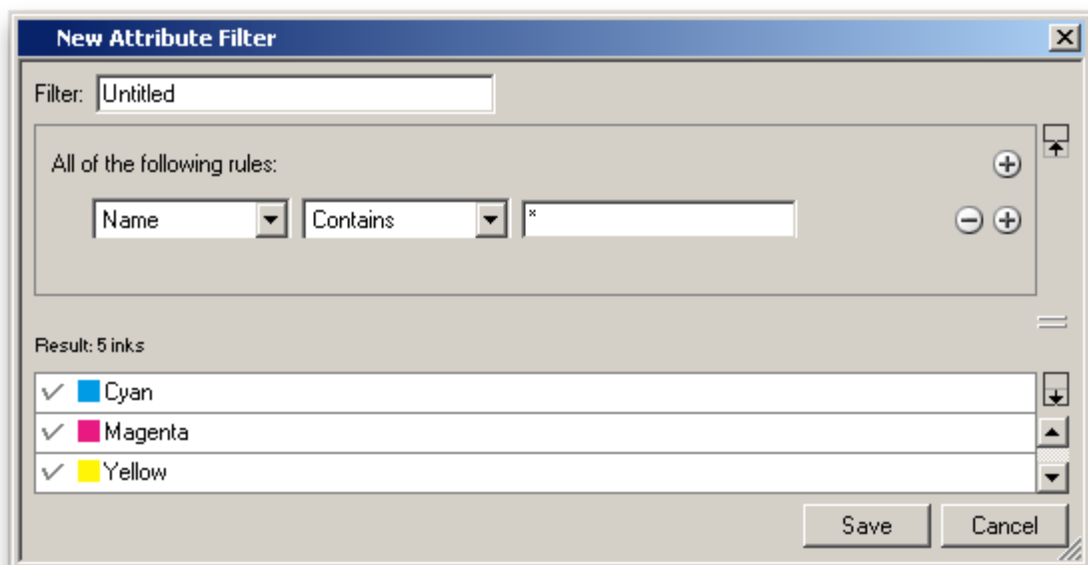 New Attribute Filter
Filter: Untitled
All of the following rules:
Name Contains *
Result: 5 inks
Cyan
Magenta
Yellow
Save Cancel